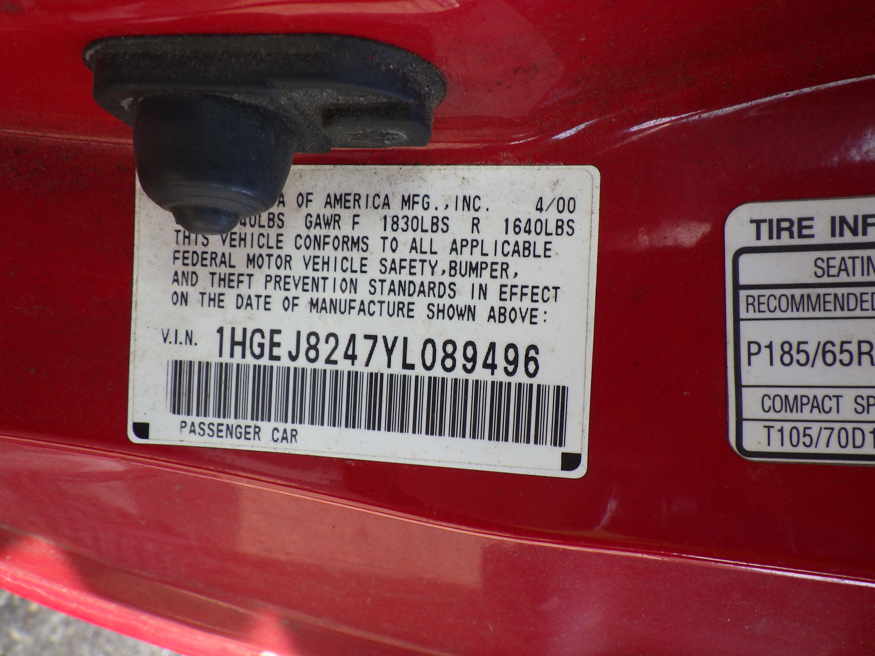 OF AMERICA MFG., INC. 4/00
GAWR F 1830LBS R 1640LBS
THIS VEHICLE CONFORMS TO ALL APPLICABLE
FEDERAL MOTOR VEHICLE SAFETY, BUMPER,
AND THEFT PREVENTION STANDARDS IN EFFECT
ON THE DATE OF MANUFACTURE SHOWN ABOVE:
V.I.N. 1HGEJ8247YL089496
PASSENGER CAR
TIRE INF
SEATIN
RECOMMENDED
P185/65R
COMPACT SP
T105/70D1